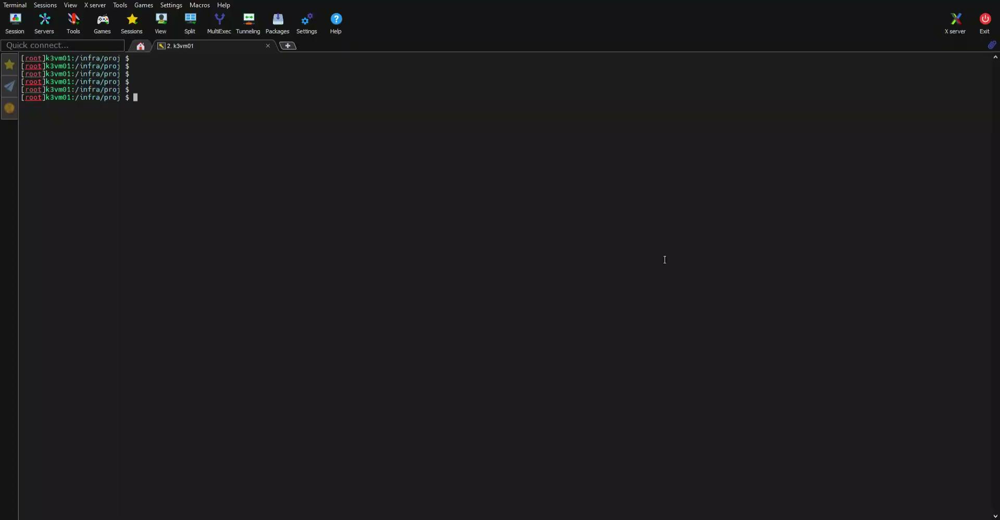 Terminal Sessions View X server Tools Games Settings Macros Help
Session Servers Tools Games Sessions View Split MultiExec Tunneling Packages Settings Help X server Exit
Quick connect... 2. k3vm01
[root]k3vm01:/infra/proj $
[root]k3vm01:/infra/proj $
[root]k3vm01:/infra/proj $
[root]k3vm01:/infra/proj $
[root]k3vm01:/infra/proj $
[root]k3vm01:/infra/proj $